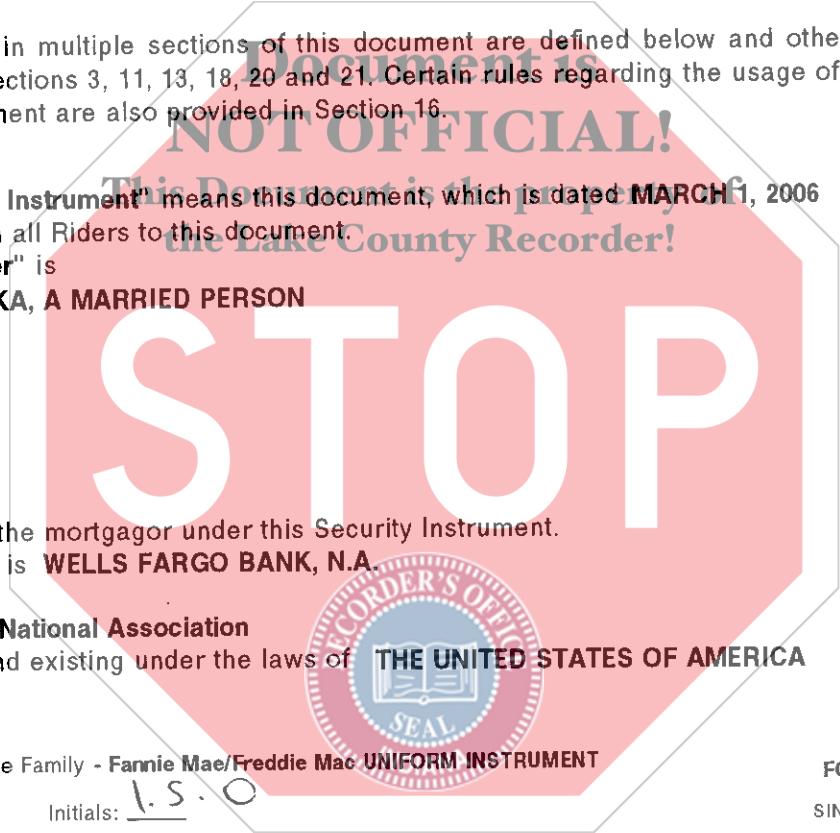 in multiple sections of this document are defined below and othe
ections 3, 11, 13, 18, 20 and 21. Certain rules regarding the usage of
ment are also provided in Section 16.
Document is
NOT OFFICIAL!
This Document is the property of
the Lake County Recorder!
Instrument" means this document, which is dated MARCH 1, 2006
all Riders to this document.
er" is
KA, A MARRIED PERSON
STOP
the mortgagor under this Security Instrument.
is WELLS FARGO BANK, N.A.
National Association
nd existing under the laws of THE UNITED STATES OF AMERICA
RECORDER'S OFFIC
SEAL
INDIANA
e Family - Fannie Mae/Freddie Mac UNIFORM INSTRUMENT
FO
Initials: I.S.O
SIN